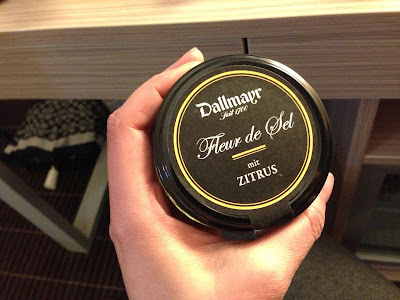 Dallmayr
Seit 1700
Fleur de Sel
mit
ZITRUS